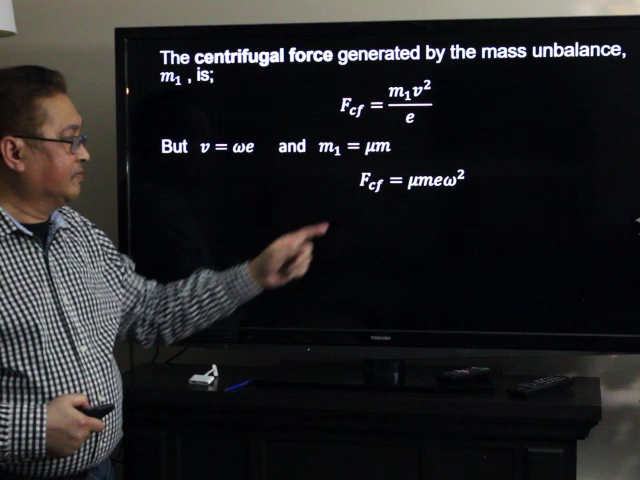 The centrifugal force generated by the mass unbalance,
m₁ , is;
F_cf = m₁v²/e
But v = ωe and m₁ = μm
F_cf = μmeω²
TOSHIBA